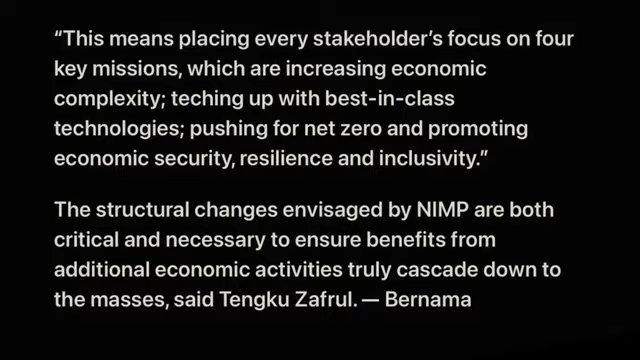 “This means placing every stakeholder’s focus on four
key missions, which are increasing economic
complexity; teching up with best-in-class
technologies; pushing for net zero and promoting
economic security, resilience and inclusivity.”
The structural changes envisaged by NIMP are both
critical and necessary to ensure benefits from
additional economic activities truly cascade down to
the masses, said Tengku Zafrul. — Bernama